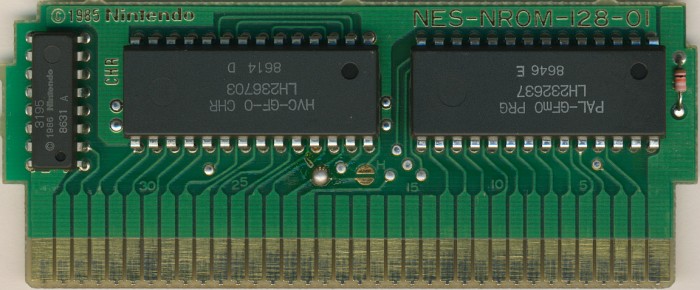 ©1985 Nintendo
NES-NROM-128-01
CHR
3195
© 1986 Nintendo
8631 A
HVC-GF-0 CHR
LH236703
8614 D
PAL-GFm0 PRG
LH232637
8646 E
H
V
30
25
15
10
5